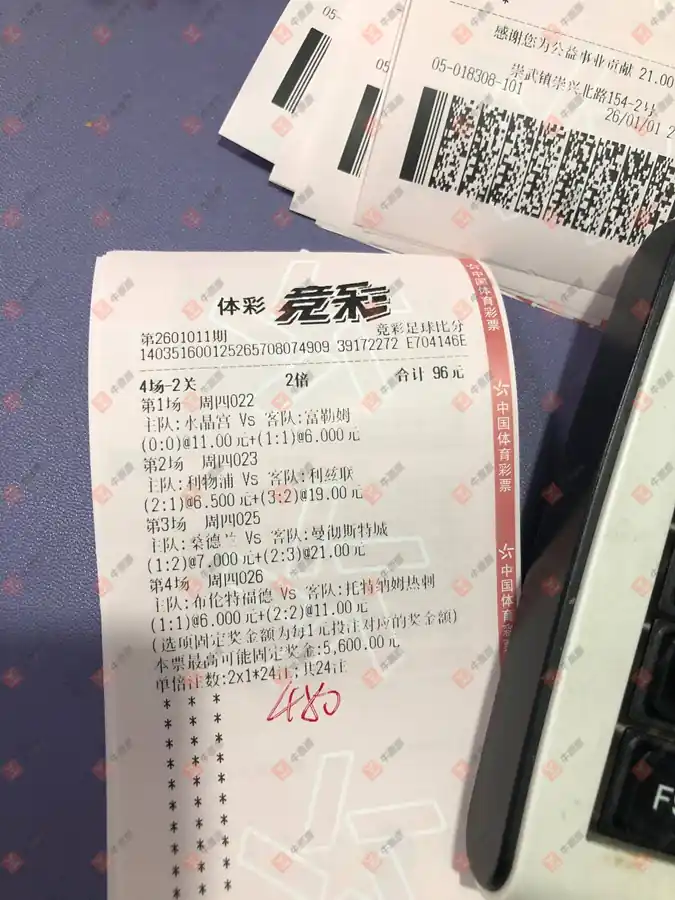 感谢您为公益事业贡献 21.00
崇武镇崇兴北路154-2号
05-018308-101
26/01/01 2
05-
05
体彩 竞彩
第2601011期 竞彩足球比分
140351600125265708074909 39172272 E704146E
4场-2关 2倍 合计 96元
第1场 周四022
主队:水晶宫 Vs 客队:富勒姆
(0:0)@11.00元+(1:1)@6.000元
第2场 周四023
主队:利物浦 Vs 客队:利兹联
(2:1)@6.500元+(3:2)@19.00元
第3场 周四025
主队:桑德兰 Vs 客队:曼彻斯特城
(1:2)@7.000元+(2:3)@21.00元
第4场 周四026
主队:布伦特福德 Vs 客队:托特纳姆热刺
(1:1)@6.000元+(2:2)@11.00元
(选项固定奖金额为每1元投注对应的奖金额)
本票最高可能固定奖金:5,600.00元
单倍注数:2x1*24注;共24注
480
中国体育彩票
中国体育彩票
中国体育彩票